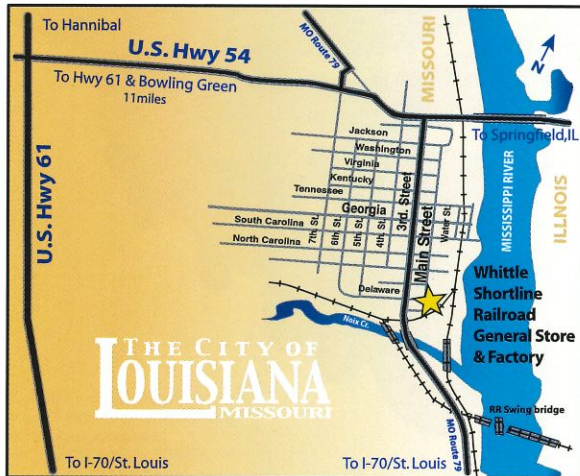 To Hannibal
U.S. Hwy 54
MO Route 79
MISSOURI
N
To Hwy 61 & Bowling Green
11miles
To Springfield,IL
U.S. Hwy 61
Jackson
Washington
Virginia
Kentucky
Tennessee
Georgia
South Carolina
North Carolina
7th. St.
6th. St.
5th. St.
4th. St.
3rd. Street
Main Street
Water St.
MISSISSIPPI RIVER
ILLINOIS
Delaware
Whittle
Shortline
Railroad
General Store
& Factory
Noix Cr.
THE CITY OF
LOUISIANA
MISSOURI
RR Swing bridge
MO Route 79
To I-70/St. Louis
To I-70/St. Louis